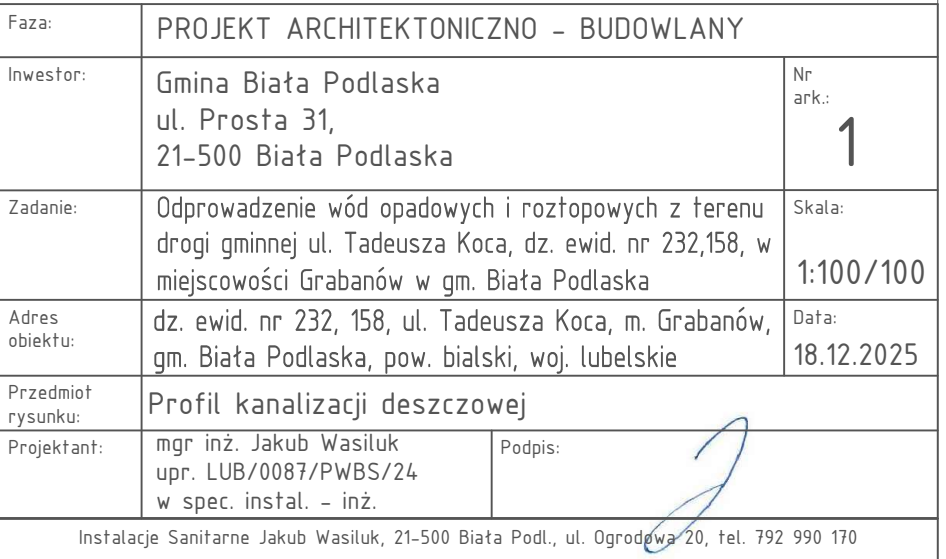 Faza:
PROJEKT ARCHITEKTONICZNO - BUDOWLANY
Inwestor:
Gmina Biała Podlaska
ul. Prosta 31,
21-500 Biała Podlaska
Nr
ark.:
1
Zadanie:
Odprowadzenie wód opadowych i roztopowych z terenu
drogi gminnej ul. Tadeusza Koca, dz. ewid. nr 232,158, w
miejscowości Grabanów w gm. Biała Podlaska
Skala:
1:100/100
Adres
obiektu:
dz. ewid. nr 232, 158, ul. Tadeusza Koca, m. Grabanów,
gm. Biała Podlaska, pow. bialski, woj. lubelskie
Data:
18.12.2025
Przedmiot
rysunku:
Profil kanalizacji deszczowej
Projektant:
mgr inż. Jakub Wasiluk
upr. LUB/0087/PWBS/24
w spec. instal. - inż.
Podpis:
Instalacje Sanitarne Jakub Wasiluk, 21-500 Biała Podl., ul. Ogrodowa 20, tel. 792 990 170